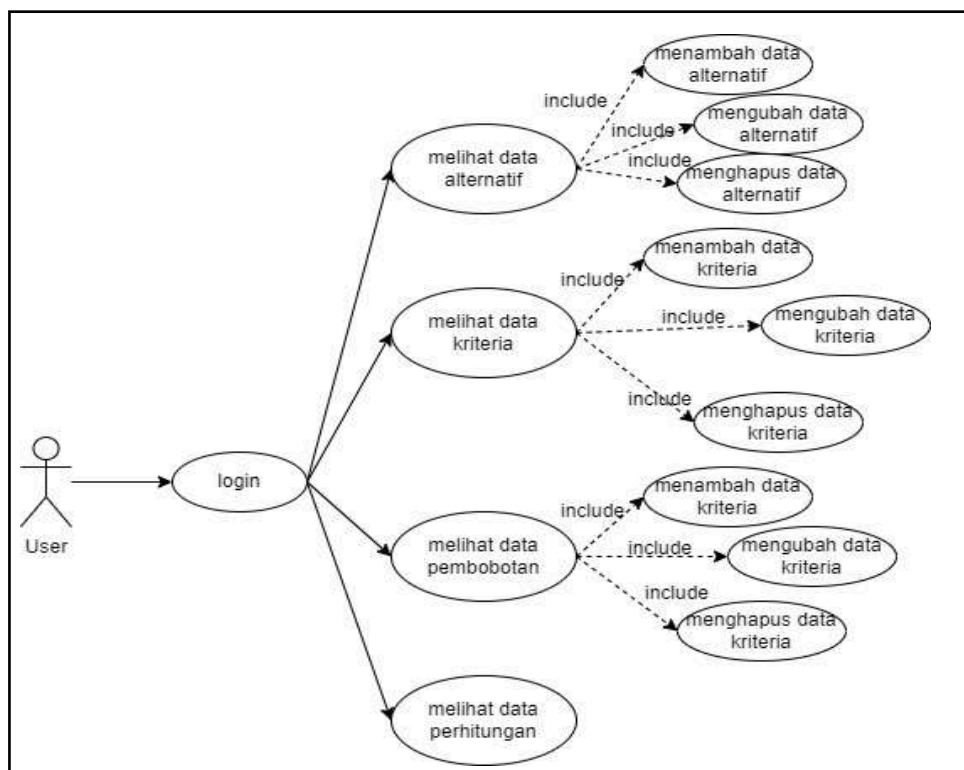 menambah data
alternatif
include
mengubah data
alternatif
include
include
menghapus data
alternatif
melihat data
alternatif
menambah data
kriteria
include
include
mengubah data
kriteria
melihat data
kriteria
include
menghapus data
kriteria
login
User
menambah data
kriteria
include
include
mengubah data
kriteria
melihat data
pembobotan
include
menghapus data
kriteria
melihat data
perhitungan